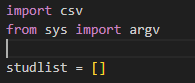 import csv
from sys import argv
studlist = []